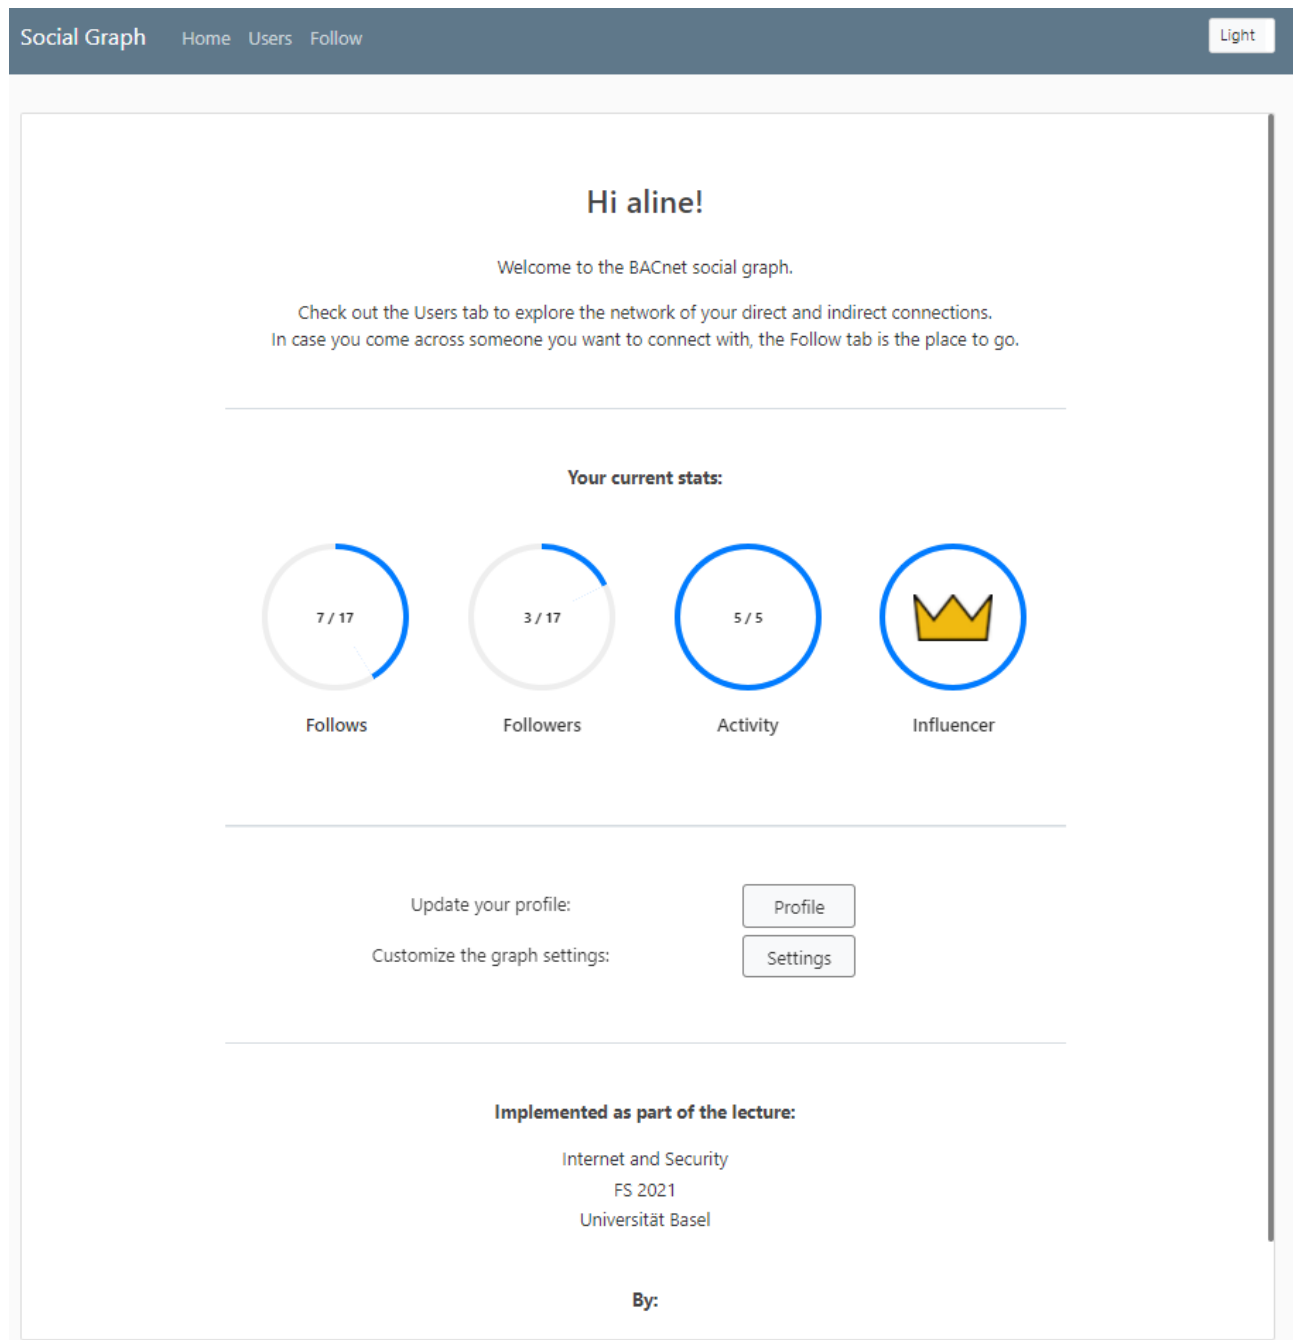 Social Graph Home Users Follow Light
Hi aline!
Welcome to the BACnet social graph.
Check out the Users tab to explore the network of your direct and indirect connections.
In case you come across someone you want to connect with, the Follow tab is the place to go.
Your current stats:
7 / 17 3 / 17 5 / 5
Follows Followers Activity Influencer
Update your profile: Profile
Customize the graph settings: Settings
Implemented as part of the lecture:
Internet and Security
FS 2021
Universität Basel
By: